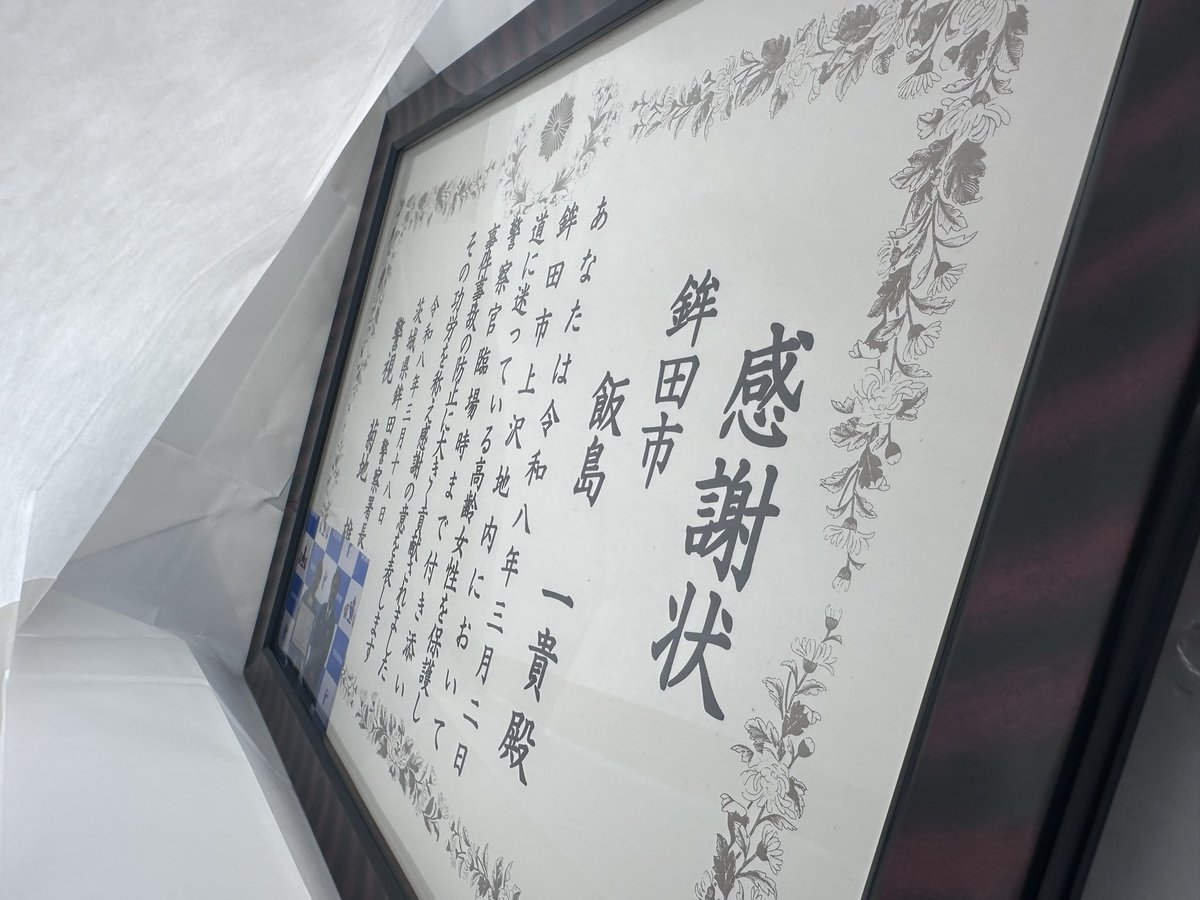 感謝状
鉾田市
飯島 一貴 殿
あなたは令和八年三月二日
鉾田市上沢地内において
道に迷っている高齢女性を保護し
警察官臨場時まで付き添い
事件事故の防止に大きく貢献されました
その功労を称え感謝の意を表します
令和八年三月十八日
茨城県鉾田警察署長
警視 菊地